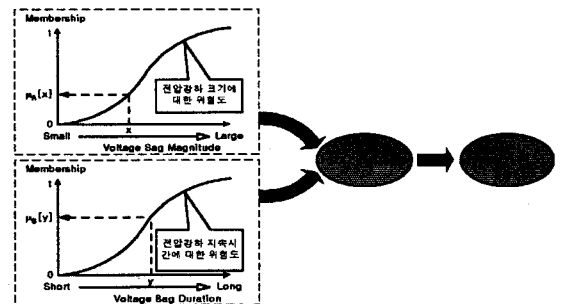 Membership
1
μA[x]
전압강하 크기에
대한 위험도
0
x
Small
Large
Voltage Sag Magnitude
Membership
1
μB[y]
전압강하 지속시
간에 대한 위험도
0
y
Short
Long
Voltage Sag Duration